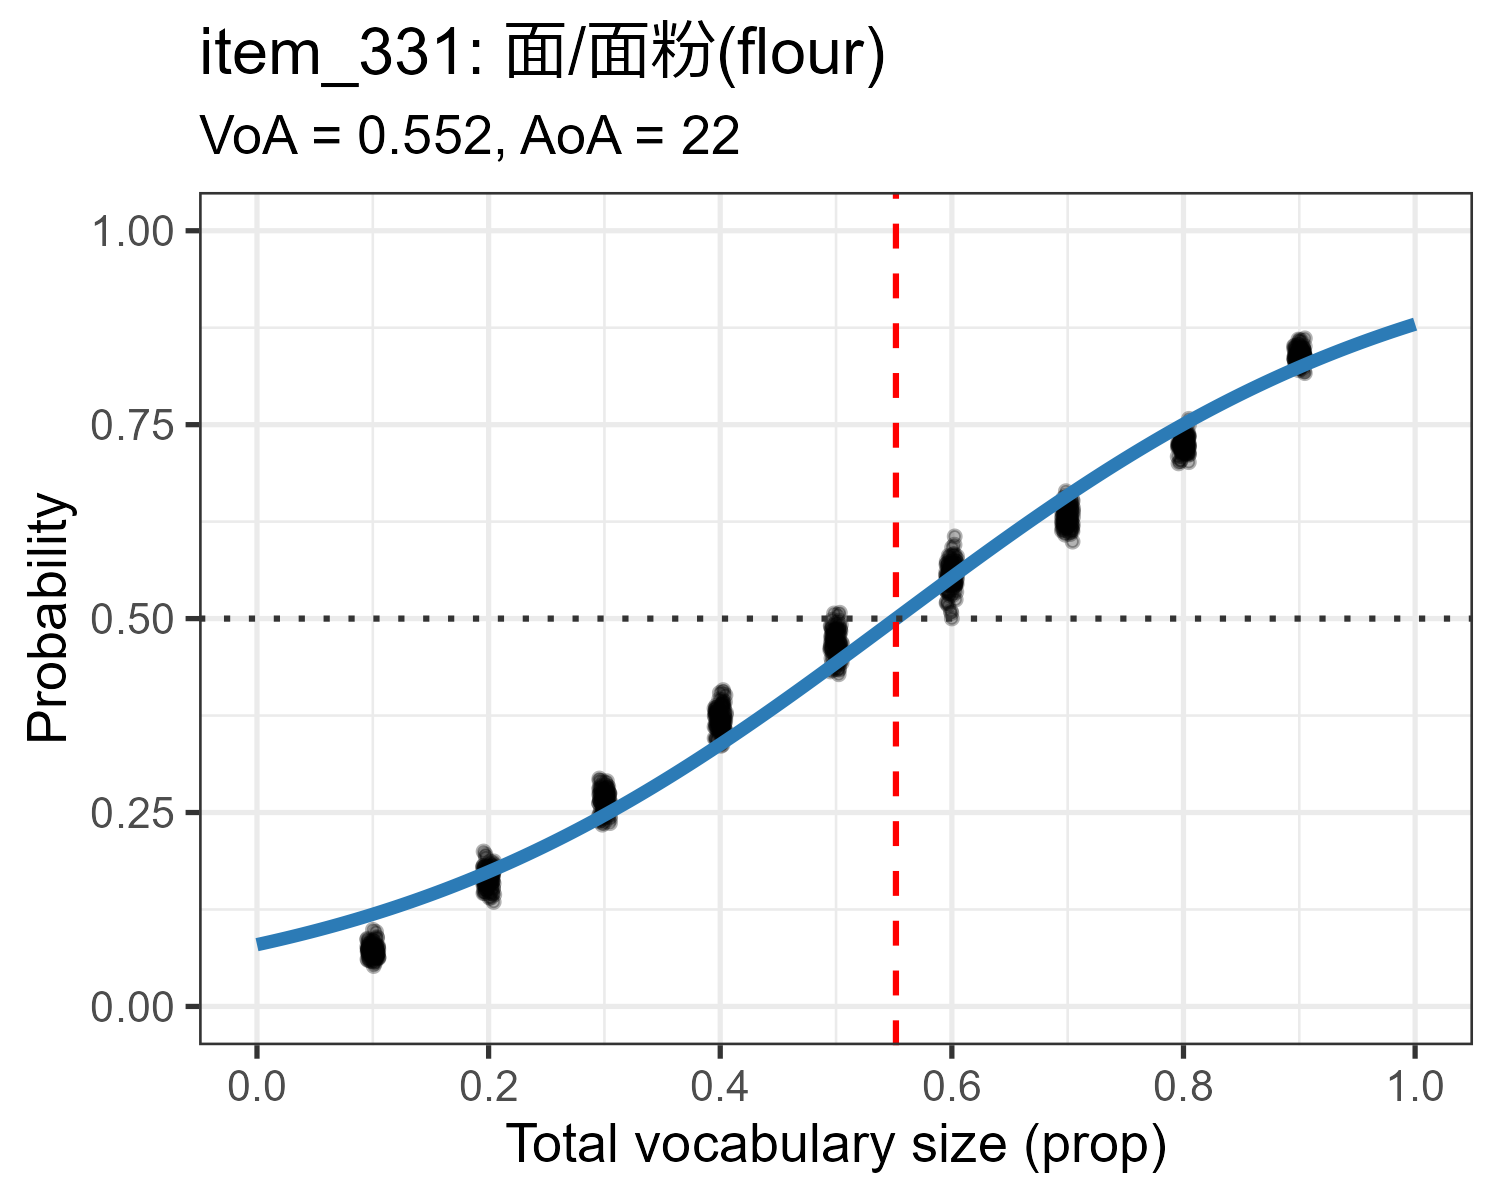 item_331: 面/面粉(flour)
VoA = 0.552, AoA = 22
Probability
1.00
0.75
0.50
0.25
0.00
0.0 0.2 0.4 0.6 0.8 1.0
Total vocabulary size (prop)